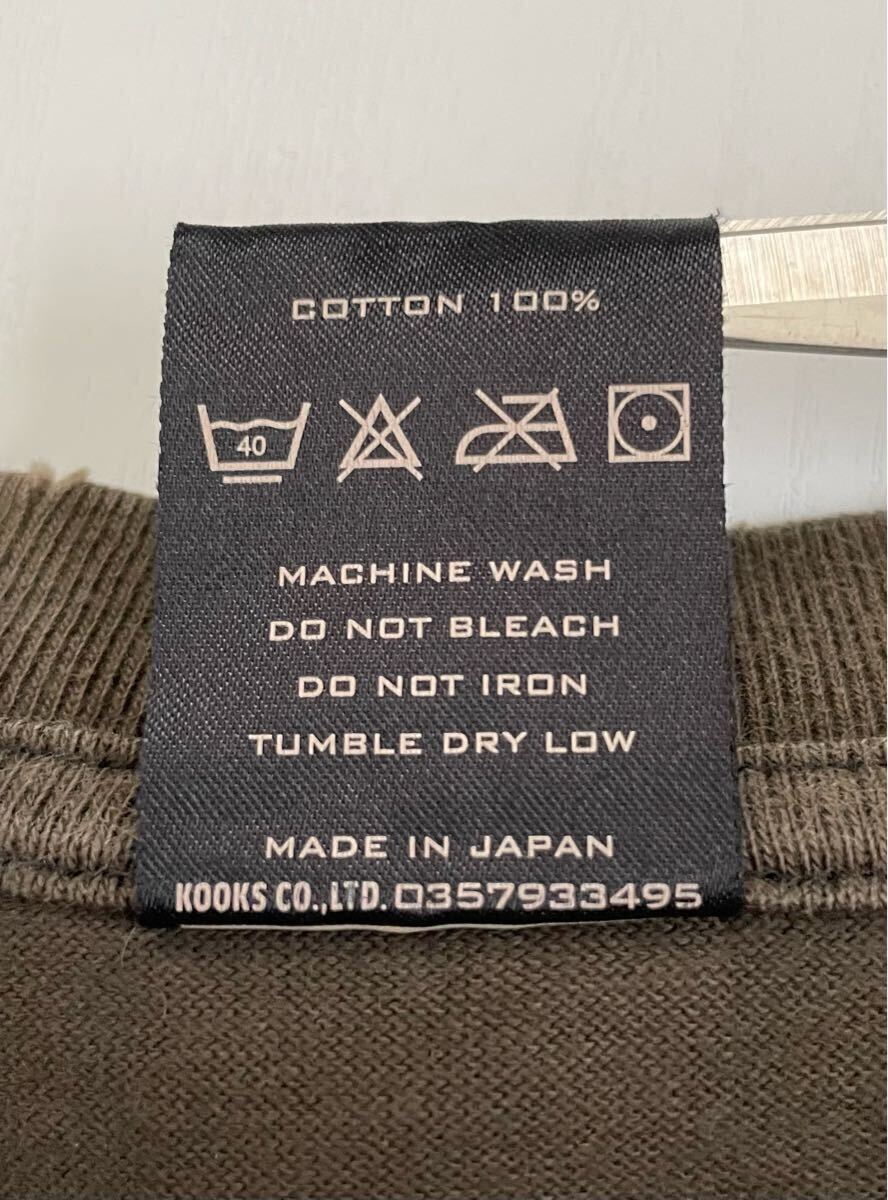 COTTON 100%
40
MACHINE WASH
DO NOT BLEACH
DO NOT IRON
TUMBLE DRY LOW
MADE IN JAPAN
KOOKS CO.,LTD.0357933495